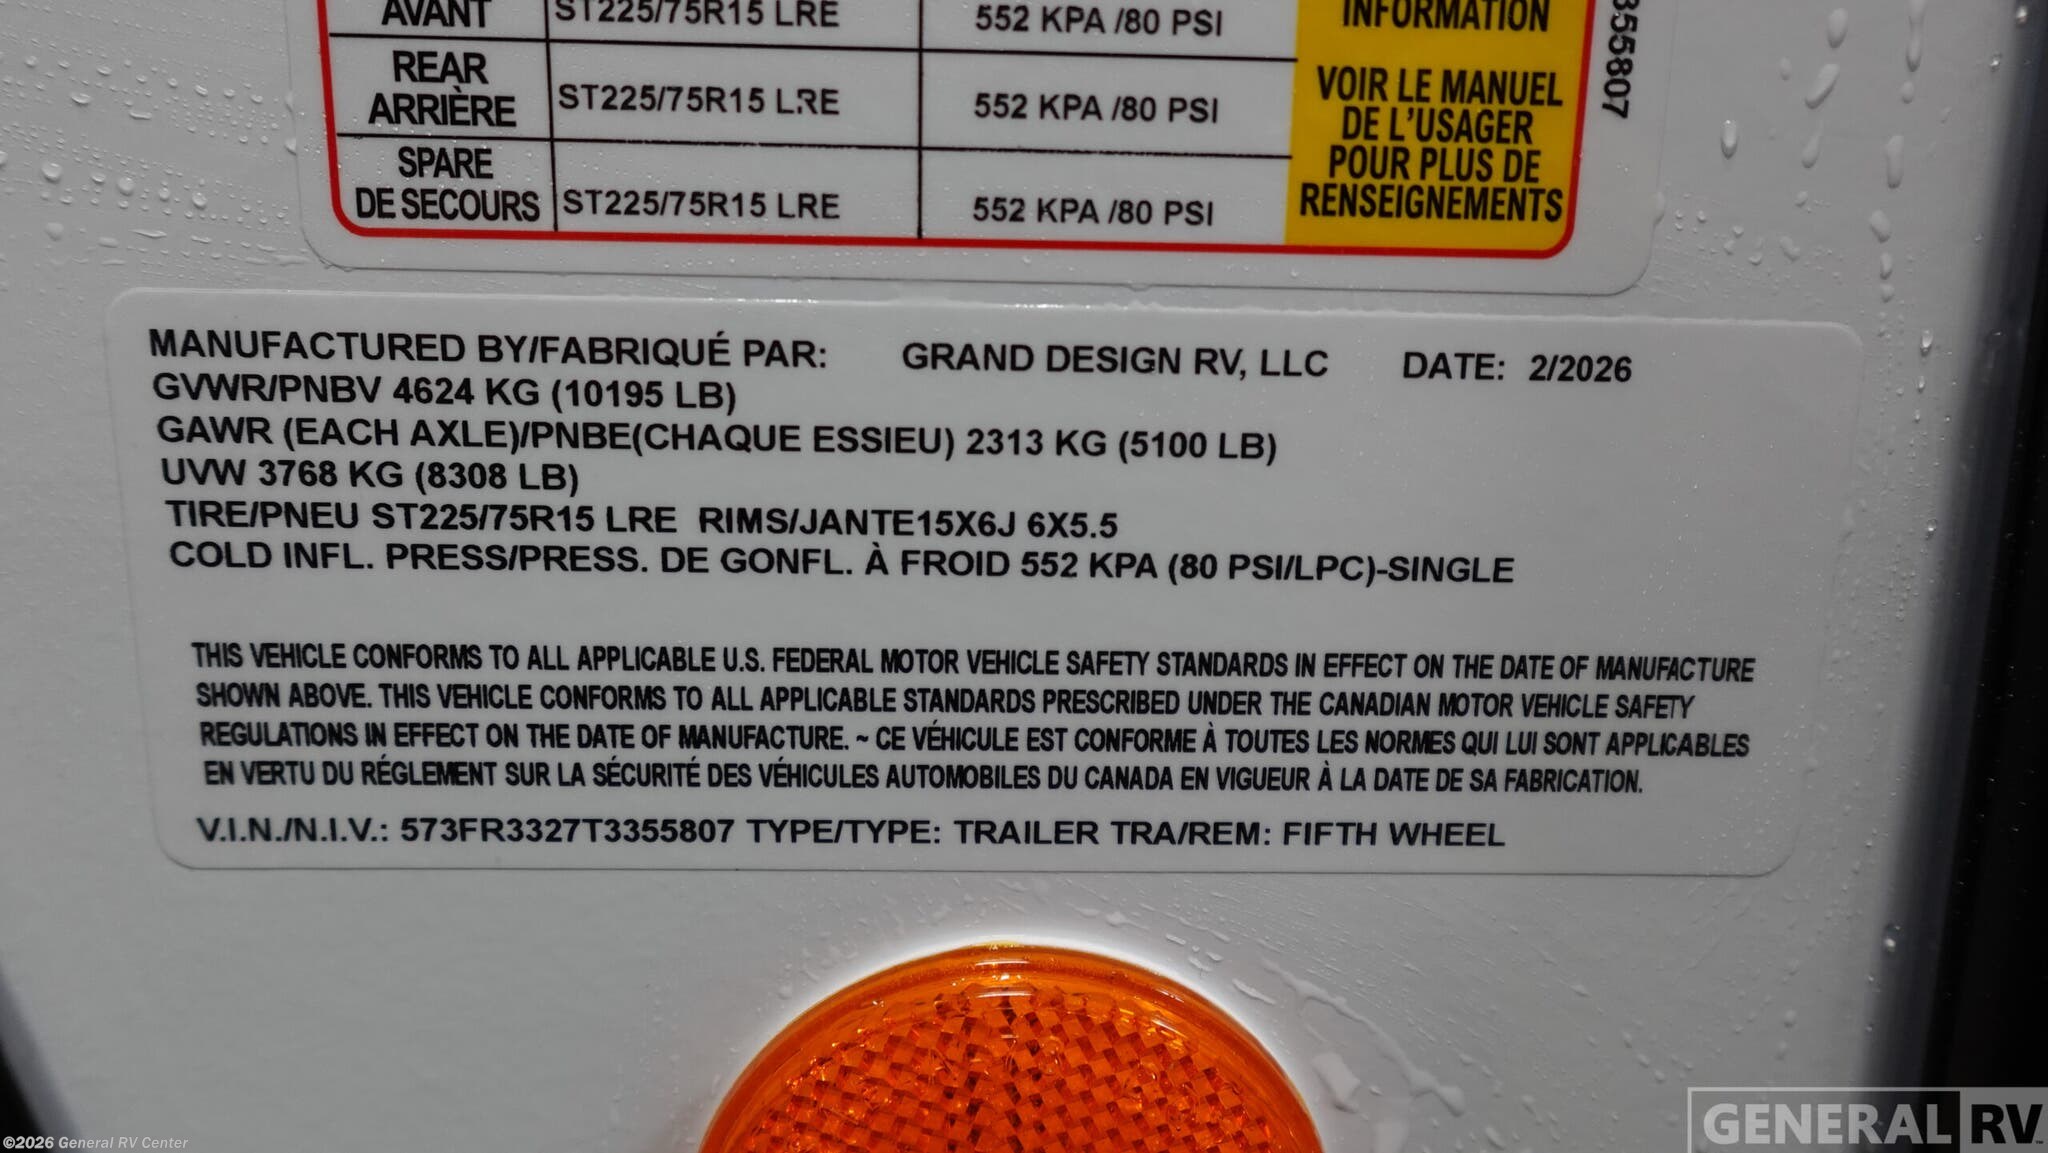 AVANT ST225/75R15 LRE 552 KPA /80 PSI
INFORMATION
REAR
ARRIÈRE ST225/75R15 LRE 552 KPA /80 PSI
SPARE
DE SECOURS ST225/75R15 LRE 552 KPA /80 PSI
VOIR LE MANUEL
DE L'USAGER
POUR PLUS DE
RENSEIGNEMENTS
355807
MANUFACTURED BY/FABRIQUÉ PAR: GRAND DESIGN RV, LLC DATE: 2/2026
GVWR/PNBV 4624 KG (10195 LB)
GAWR (EACH AXLE)/PNBE(CHAQUE ESSIEU) 2313 KG (5100 LB)
UVW 3768 KG (8308 LB)
TIRE/PNEU ST225/75R15 LRE RIMS/JANTE15X6J 6X5.5
COLD INFL. PRESS/PRESS. DE GONFL. À FROID 552 KPA (80 PSI/LPC)-SINGLE
THIS VEHICLE CONFORMS TO ALL APPLICABLE U.S. FEDERAL MOTOR VEHICLE SAFETY STANDARDS IN EFFECT ON THE DATE OF MANUFACTURE
SHOWN ABOVE. THIS VEHICLE CONFORMS TO ALL APPLICABLE STANDARDS PRESCRIBED UNDER THE CANADIAN MOTOR VEHICLE SAFETY
REGULATIONS IN EFFECT ON THE DATE OF MANUFACTURE. ~ CE VÉHICULE EST CONFORME À TOUTES LES NORMES QUI LUI SONT APPLICABLES
EN VERTU DU RÉGLEMENT SUR LA SÉCURITÉ DES VÉHICULES AUTOMOBILES DU CANADA EN VIGUEUR À LA DATE DE SA FABRICATION.
V.I.N./N.I.V.: 573FR3327T3355807 TYPE/TYPE: TRAILER TRA/REM: FIFTH WHEEL
©2026 General RV Center
GENERAL RV